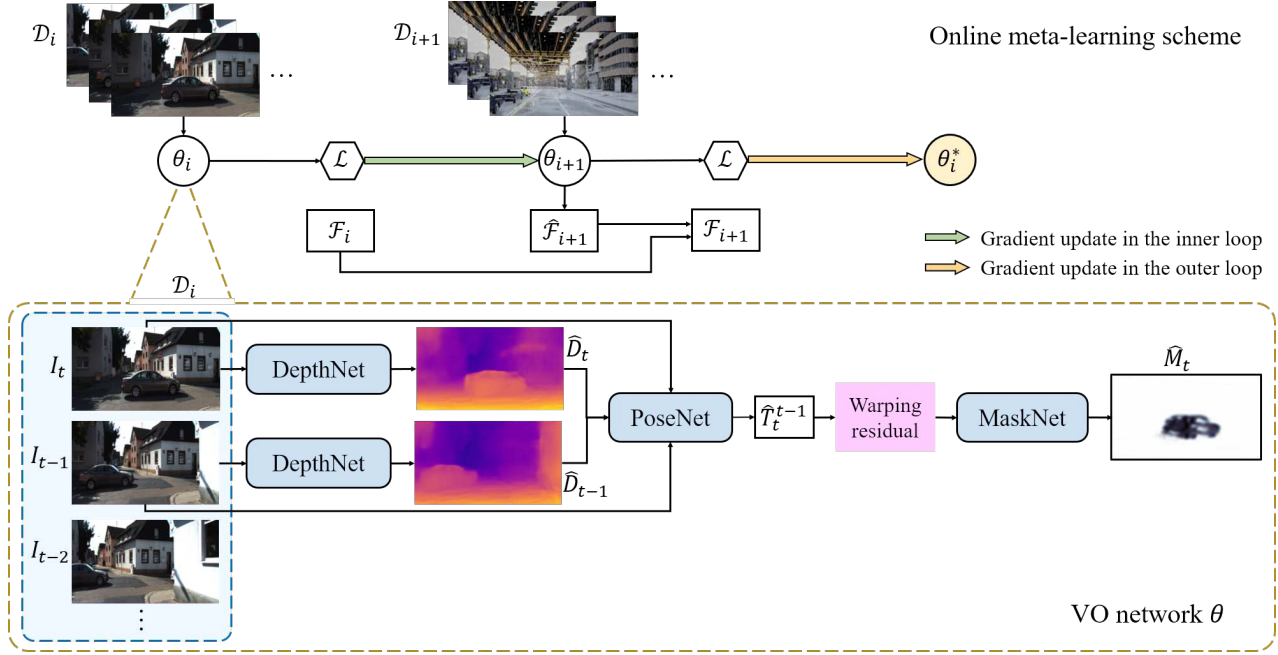 𝒟ᵢ
𝒟ᵢ₊₁
Online meta-learning scheme
...
...
θᵢ
ℒ
θᵢ₊₁
ℒ
θᵢ*
ℱᵢ
ℱ̂ᵢ₊₁
ℱᵢ₊₁
Gradient update in the inner loop
Gradient update in the outer loop
𝒟ᵢ
Iₜ
DepthNet
D̂ₜ
PoseNet
T̂ₜᵗ⁻¹
Warping
residual
MaskNet
M̂ₜ
Iₜ₋₁
DepthNet
D̂ₜ₋₁
Iₜ₋₂
⋮
VO network θ